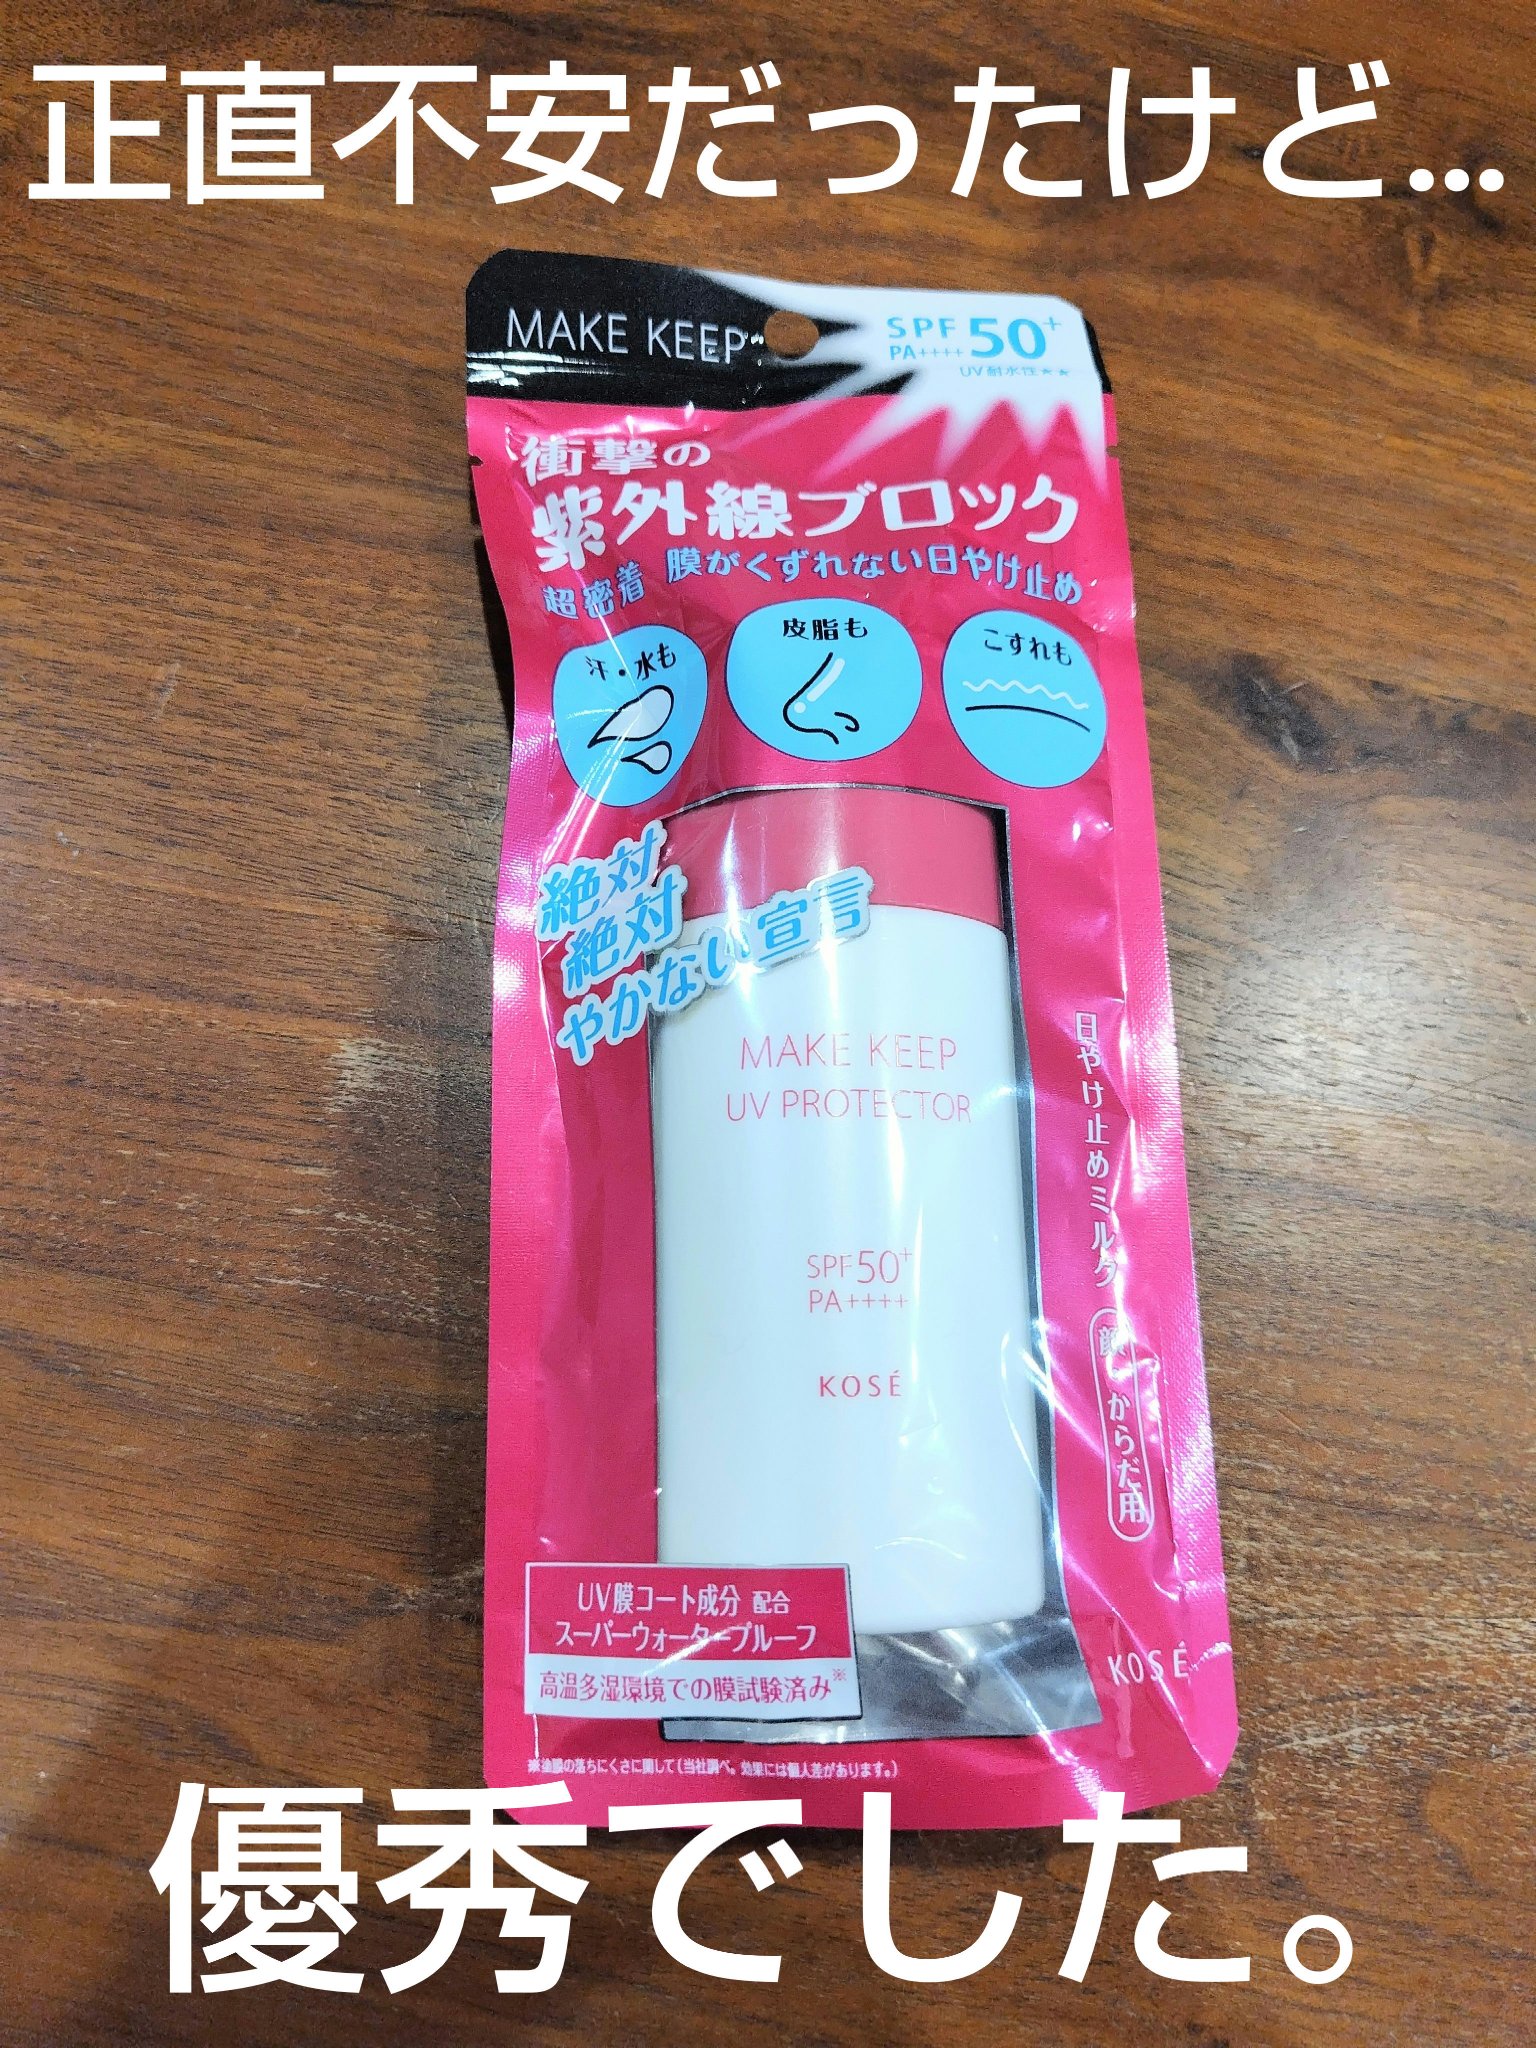 正直不安だったけど...
MAKE KEEP
SPF 50+
PA++++
UV耐水性★★
衝撃の
紫外線ブロック
超密着 膜がくずれない日やけ止め
汗・水も
皮脂も
こすれも
絶対
絶対
やかない宣言
MAKE KEEP
UV PROTECTOR
SPF50+
PA++++
KOSÉ
日やけ止めミルク
顔・からだ用
UV膜コート成分 配合
スーパーウォータープルーフ
高温多湿環境での膜試験済み※
KOSÉ
※塗膜の落ちにくさに関して(当社調べ。効果には個人差があります。)
優秀でした。